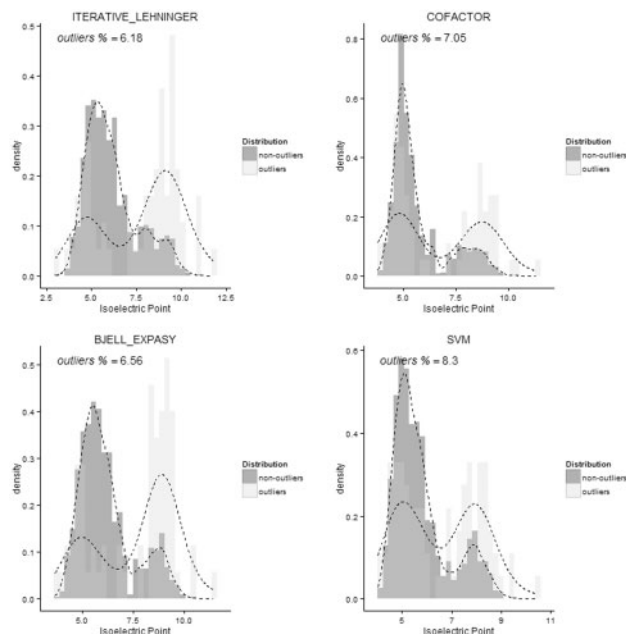 ITERATIVE_LEHNINGER
outliers % = 6.18
0.5
0.4
0.3
0.2
0.1
0.0
density
2.5 5.0 7.5 10.0 12.5
Isoelectric Point
Distribution
non-outliers
outliers
COFACTOR
outliers % = 7.05
0.8
0.6
0.4
0.2
0.0
density
5.0 7.5 10.0
Isoelectric Point
Distribution
non-outliers
outliers
BJELL_EXPASY
outliers % = 6.56
0.5
0.4
0.3
0.2
0.1
0.0
density
5.0 7.5 10.0
Isoelectric Point
Distribution
non-outliers
outliers
SVM
outliers % = 8.3
0.6
0.4
0.2
0.0
density
5 7 9 11
Isoelectric Point
Distribution
non-outliers
outliers